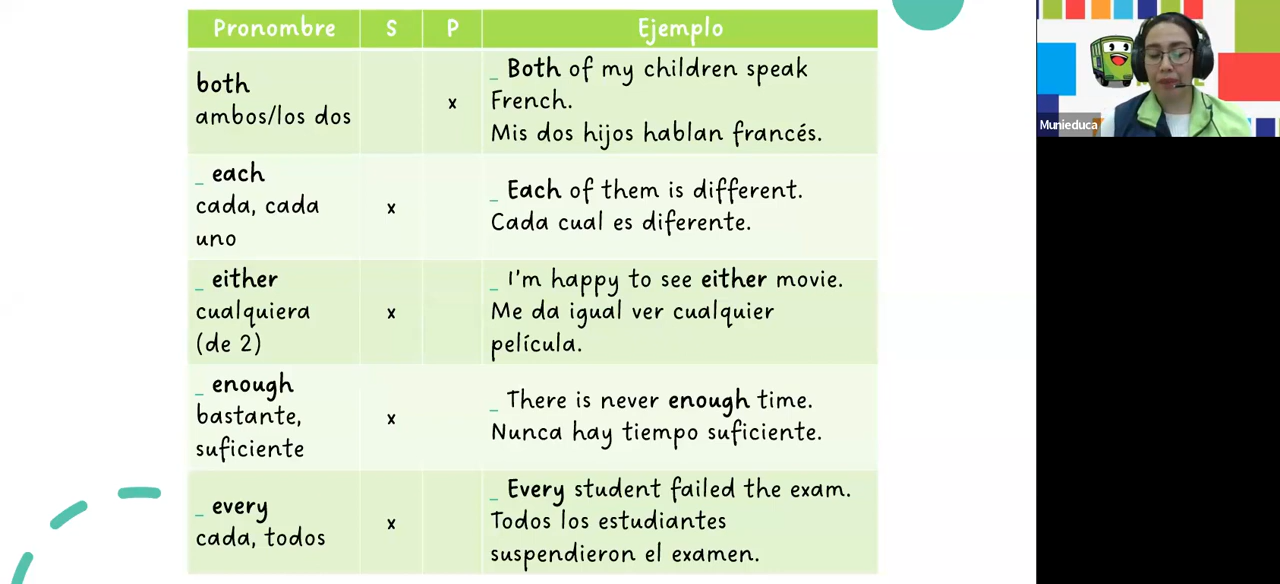 Pronombre S P Ejemplo
both
ambos/los dos
x
_ Both of my children speak
French.
Mis dos hijos hablan francés.
_ each
cada, cada
uno
x
_ Each of them is different.
Cada cual es diferente.
_ either
cualquiera
(de 2)
x
_ I'm happy to see either movie.
Me da igual ver cualquier
película.
_ enough
bastante,
suficiente
x
_ There is never enough time.
Nunca hay tiempo suficiente.
_ every
cada, todos
x
_ Every student failed the exam.
Todos los estudiantes
suspendieron el examen.
Munieduca